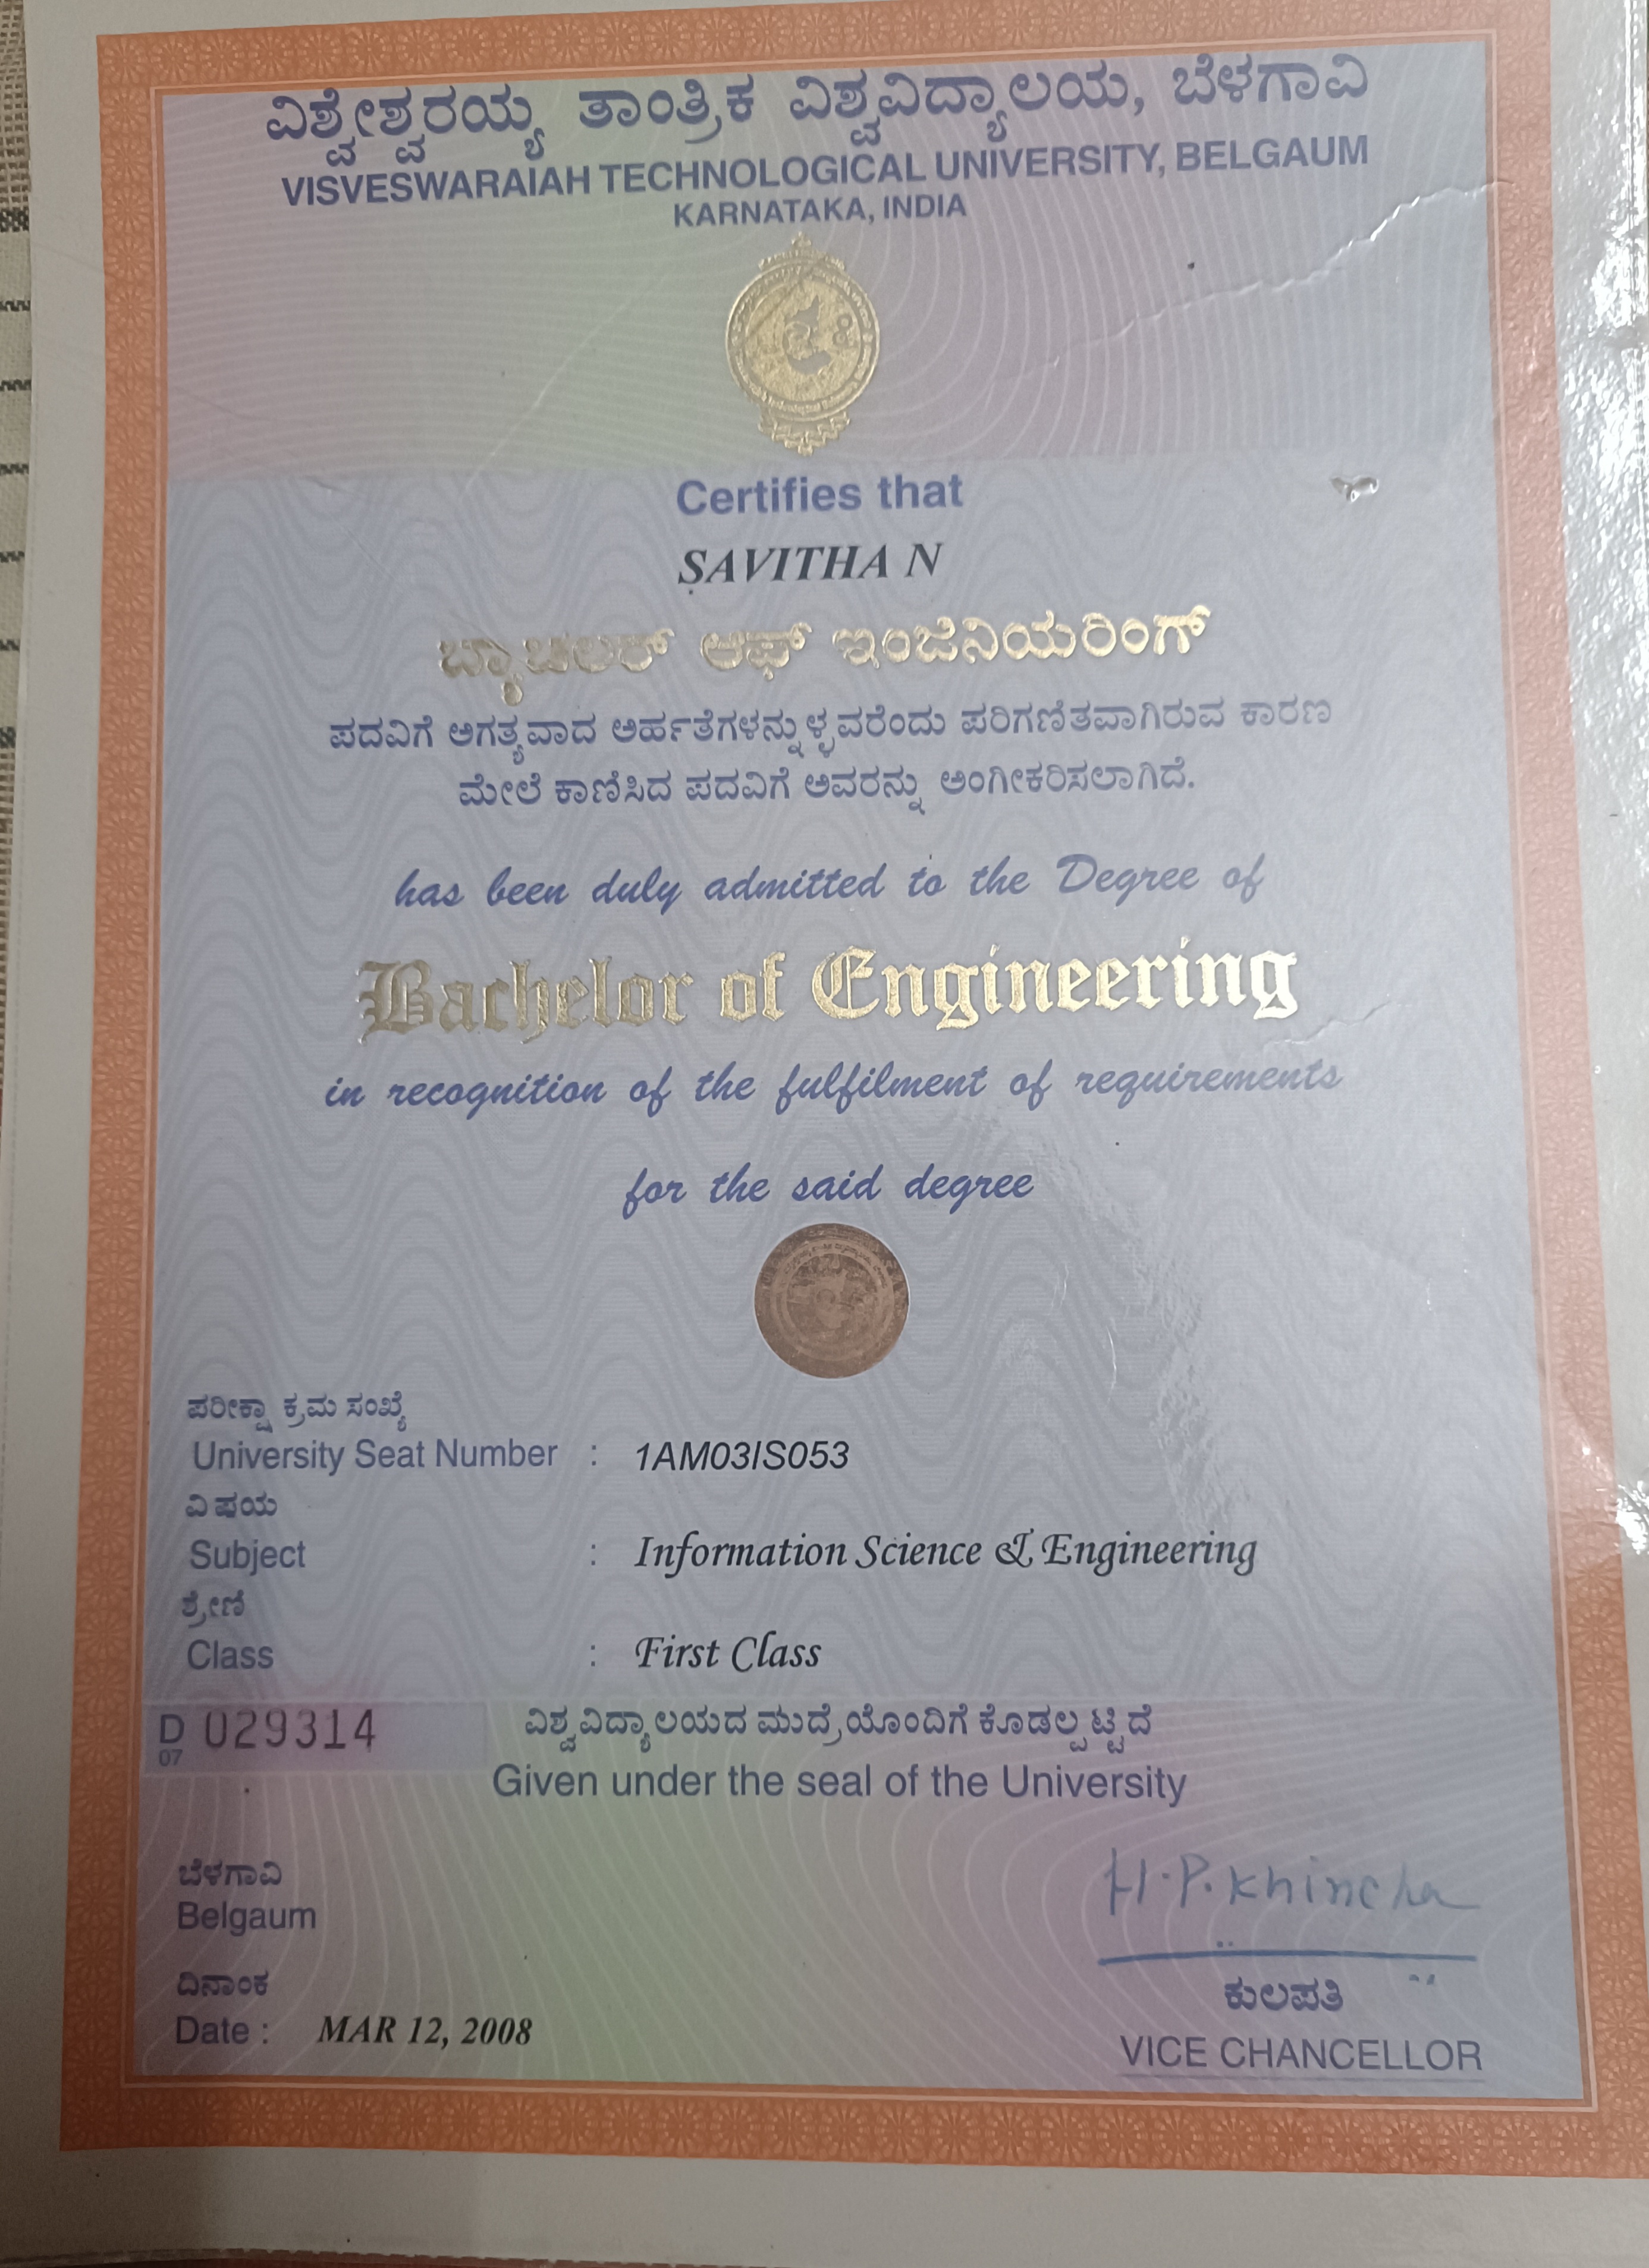 ವಿಶ್ವೇಶ್ವರಯ್ಯ ತಾಂತ್ರಿಕ ವಿಶ್ವವಿದ್ಯಾಲಯ, ಬೆಳಗಾವಿ
VISVESWARAIAH TECHNOLOGICAL UNIVERSITY, BELGAUM
KARNATAKA, INDIA
Certifies that
SAVITHA N
ಬ್ಯಾಚಲರ್ ಆಫ್ ಇಂಜಿನಿಯರಿಂಗ್
ಪದವಿಗೆ ಅಗತ್ಯವಾದ ಅರ್ಹತೆಗಳನ್ನುಳ್ಳವರೆಂದು ಪರಿಗಣಿತವಾಗಿರುವ ಕಾರಣ
ಮೇಲೆ ಕಾಣಿಸಿದ ಪದವಿಗೆ ಅವರನ್ನು ಅಂಗೀಕರಿಸಲಾಗಿದೆ.
has been duly admitted to the Degree of
Bachelor of Engineering
in recognition of the fulfilment of requirements
for the said degree
ಪರೀಕ್ಷಾ ಕ್ರಮ ಸಂಖ್ಯೆ
University Seat Number : 1AM03IS053
ವಿಷಯ
Subject : Information Science & Engineering
ಶ್ರೇಣಿ
Class : First Class
D 07 029314
ವಿಶ್ವವಿದ್ಯಾಲಯದ ಮುದ್ರೆಯೊಂದಿಗೆ ಕೊಡಲ್ಪಟ್ಟಿದೆ
Given under the seal of the University
ಬೆಳಗಾವಿ
Belgaum
H.P. Khincha
ದಿನಾಂಕ
Date : MAR 12, 2008
ಕುಲಪತಿ
VICE CHANCELLOR